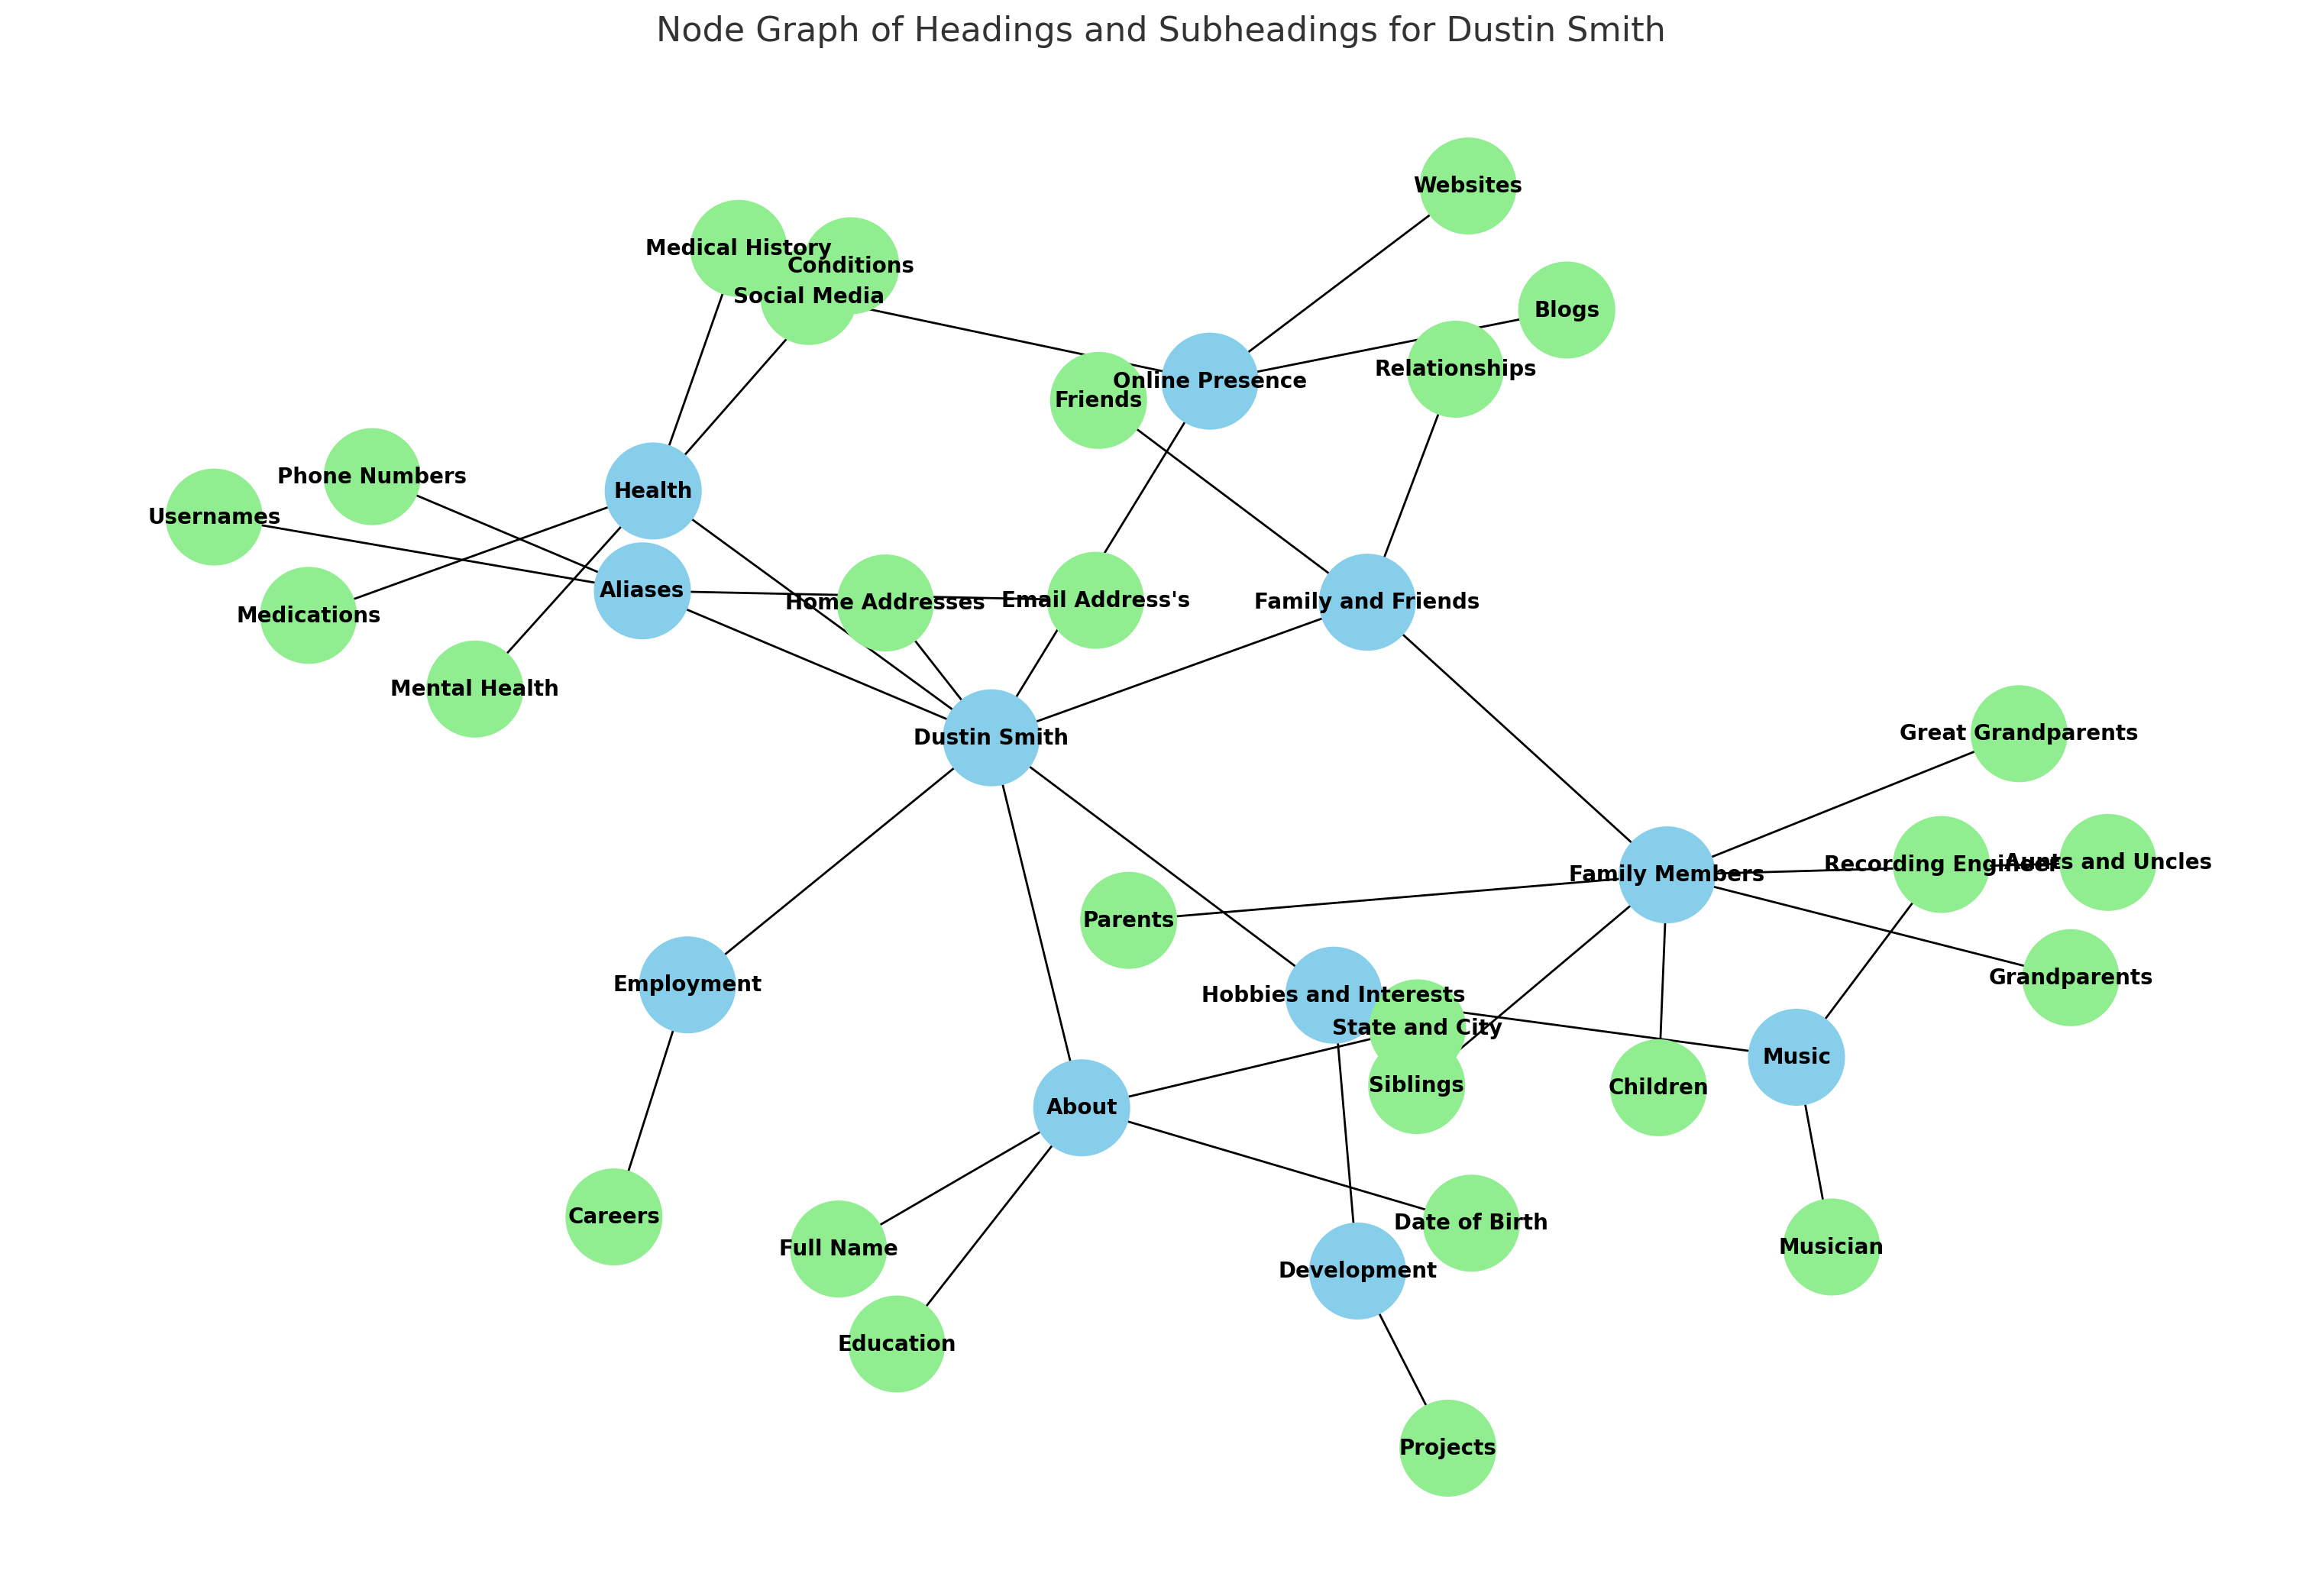 Node Graph of Headings and Subheadings for Dustin Smith
Websites
Medical History
Conditions
Social Media
Blogs
Relationships
Online Presence
Friends
Phone Numbers
Health
Usernames
Aliases
Home Addresses
Email Address's
Family and Friends
Medications
Mental Health
Dustin Smith
Great Grandparents
Recording Engineer
Aunts and Uncles
Family Members
Parents
Grandparents
Employment
Hobbies and Interests
State and City
Music
Siblings
Children
About
Careers
Full Name
Date of Birth
Musician
Development
Education
Projects